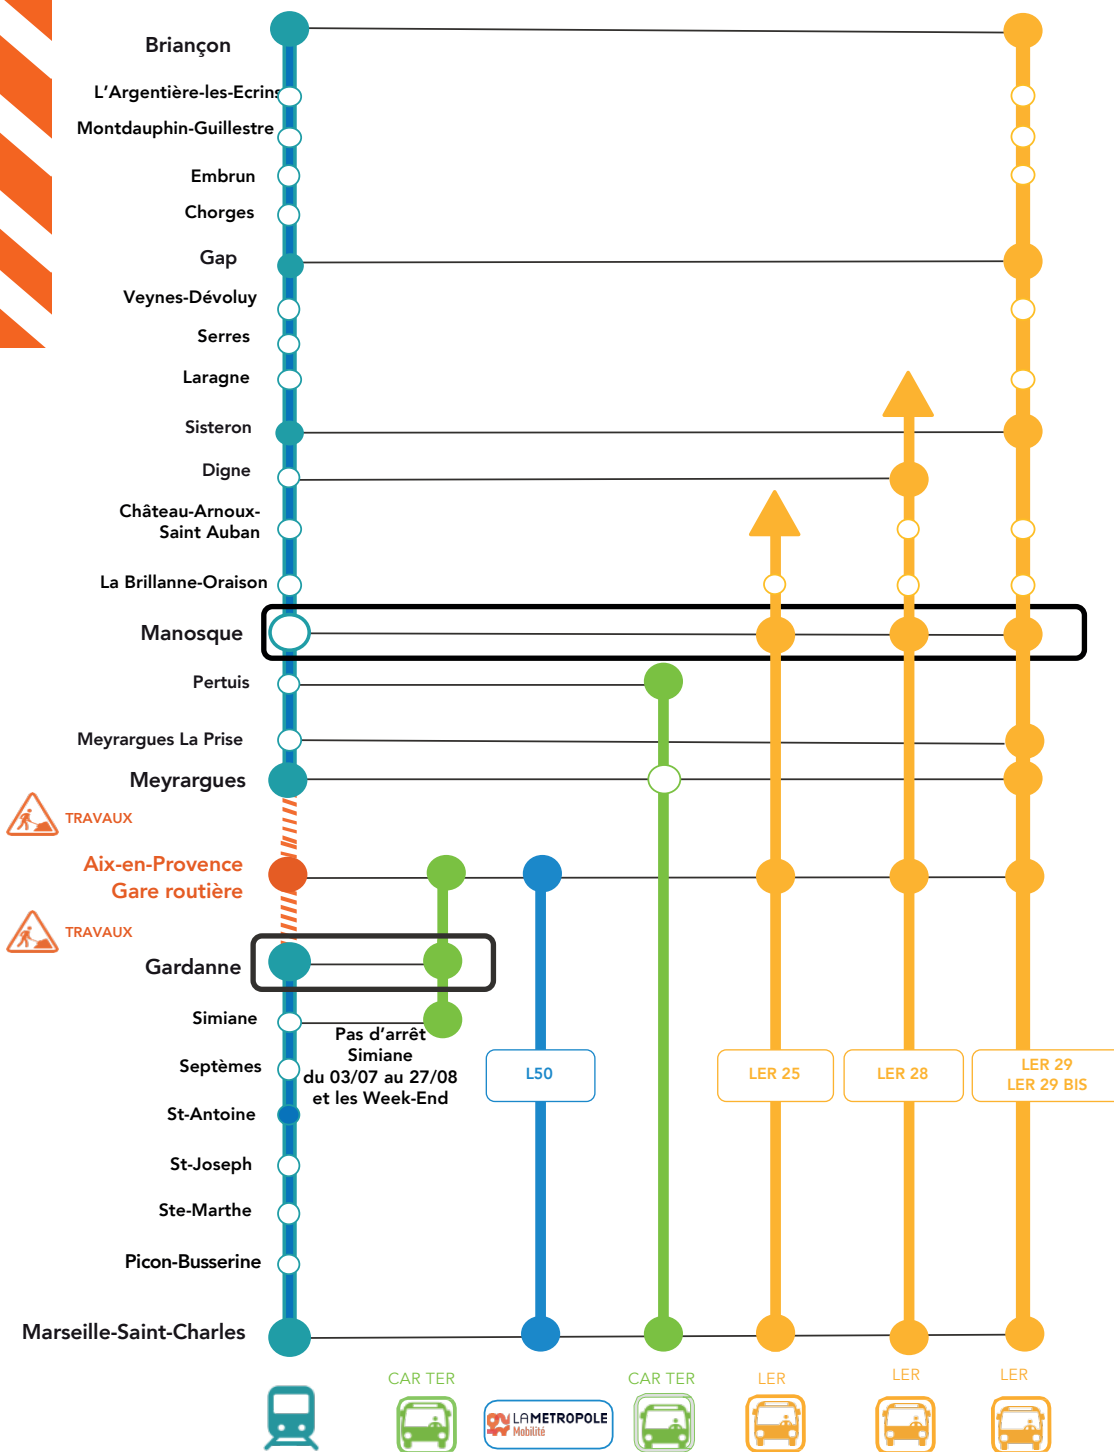 Briançon
L'Argentière-les-Ecrins
Montdauphin-Guillestre
Embrun
Chorges
Gap
Veynes-Dévoluy
Serres
Laragne
Sisteron
Digne
Château-Arnoux-
Saint Auban
La Brillanne-Oraison
Manosque
Pertuis
Meyrargues La Prise
Meyrargues
TRAVAUX
Aix-en-Provence
Gare routière
TRAVAUX
Gardanne
Simiane
Pas d'arrêt
Simiane
du 03/07 au 27/08
et les Week-End
Septèmes
St-Antoine
St-Joseph
Ste-Marthe
Picon-Busserine
Marseille-Saint-Charles
L50
LER 25
LER 28
LER 29
LER 29 BIS
CAR TER
LAMETROPOLE
Mobilité
CAR TER
LER
LER
LER